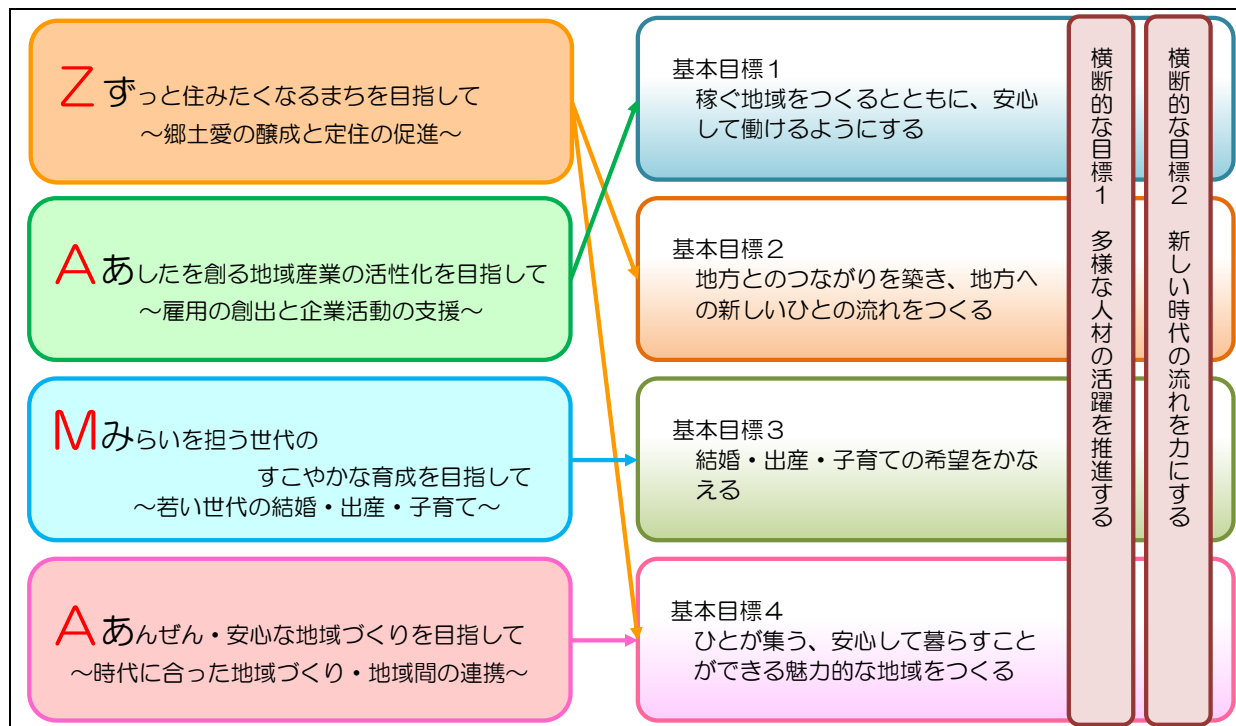 Z ずっと住みたくなるまちを目指して
～郷土愛の醸成と定住の促進～
A あしたを創る地域産業の活性化を目指して
～雇用の創出と企業活動の支援～
M みらいを担う世代の
すこやかな育成を目指して
～若い世代の結婚・出産・子育て～
A あんぜん・安心な地域づくりを目指して
～時代に合った地域づくり・地域間の連携～
基本目標１
稼ぐ地域をつくるとともに、安心
して働けるようにする
基本目標２
地方とのつながりを築き、地方へ
の新しいひとの流れをつくる
基本目標３
結婚・出産・子育ての希望をかな
える
基本目標４
ひとが集う、安心して暮らすこと
ができる魅力的な地域をつくる
横断的な目標１　多様な人材の活躍を推進する
横断的な目標２　新しい時代の流れを力にする